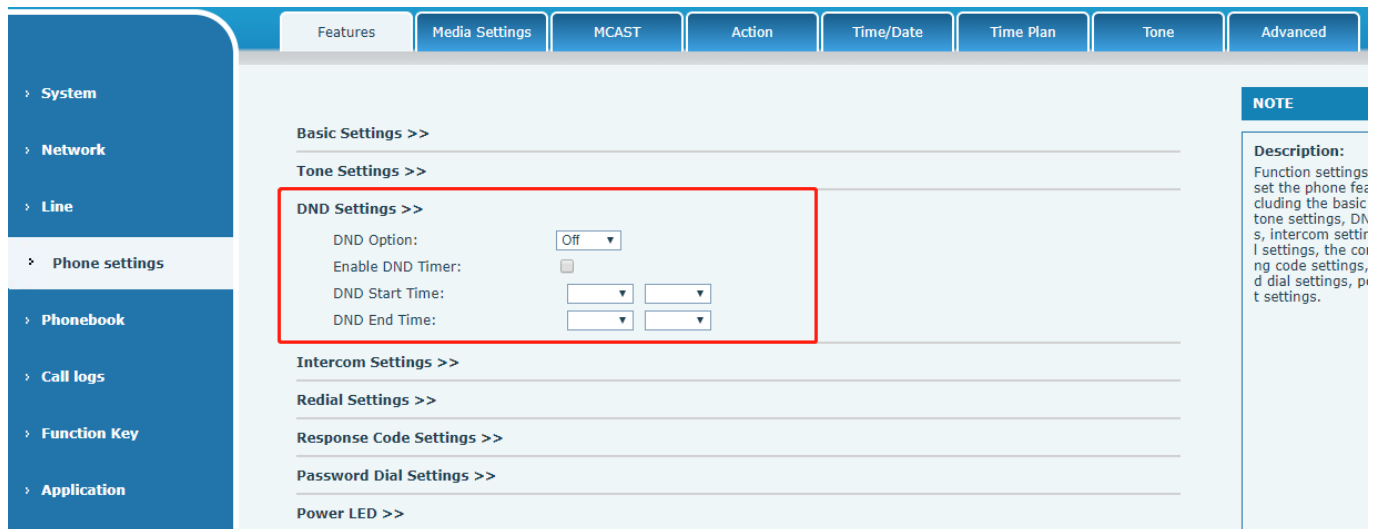 Features
Media Settings
MCAST
Action
Time/Date
Time Plan
Tone
Advanced
› System
› Network
› Line
Phone settings
› Phonebook
› Call logs
› Function Key
› Application
Basic Settings >>
Tone Settings >>
DND Settings >>
DND Option: Off
Enable DND Timer:
DND Start Time:
DND End Time:
Intercom Settings >>
Redial Settings >>
Response Code Settings >>
Password Dial Settings >>
Power LED >>
NOTE
Description:
Function settings
set the phone fea
cluding the basic
tone settings, DN
s, intercom settin
l settings, the co
ng code settings,
d dial settings, p
t settings.